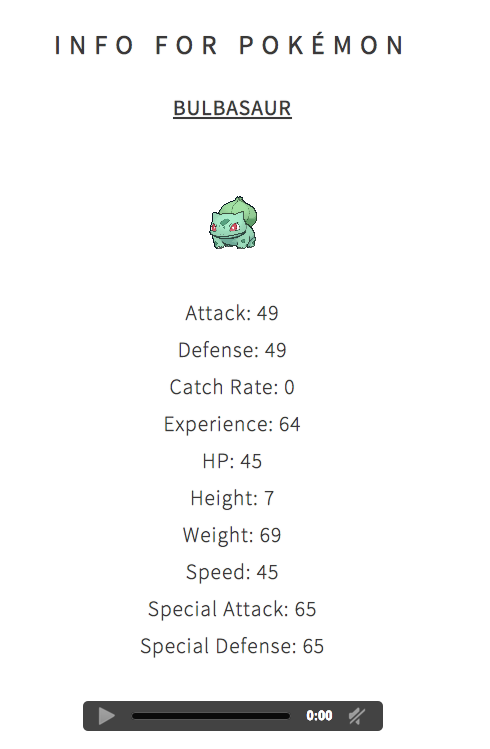 INFO FOR POKÉMON
BULBASAUR
Attack: 49
Defense: 49
Catch Rate: 0
Experience: 64
HP: 45
Height: 7
Weight: 69
Speed: 45
Special Attack: 65
Special Defense: 65
0:00